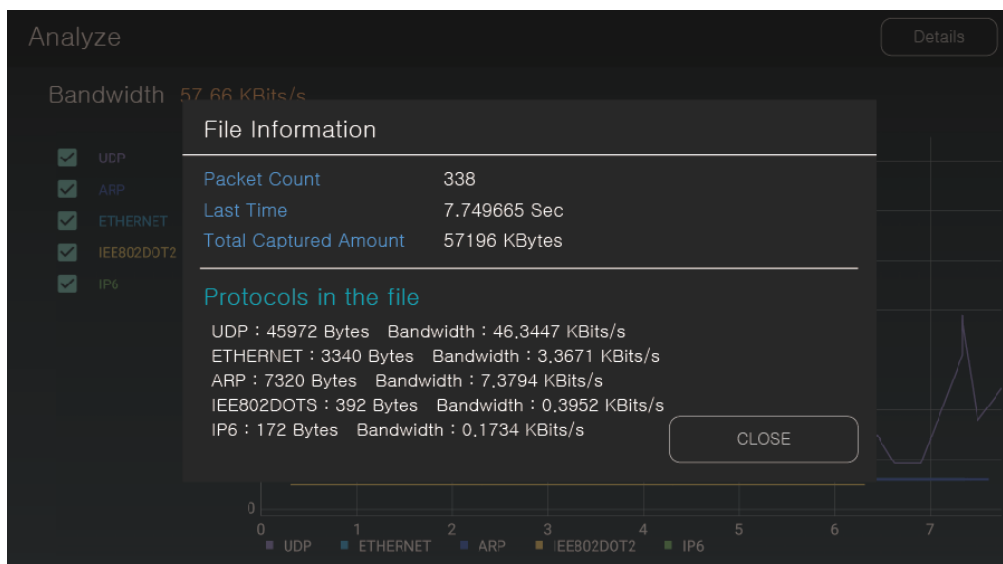 Analyze
Details
Bandwidth 57.66 KBits/s
File Information
UDP
ARP
ETHERNET
IEE802DOT2
IP6
Packet Count 338
Last Time 7.749665 Sec
Total Captured Amount 57196 KBytes
Protocols in the file
UDP : 45972 Bytes Bandwidth : 46.3447 KBits/s
ETHERNET : 3340 Bytes Bandwidth : 3.3671 KBits/s
ARP : 7320 Bytes Bandwidth : 7.3794 KBits/s
IEE802DOTS : 392 Bytes Bandwidth : 0.3952 KBits/s
IP6 : 172 Bytes Bandwidth : 0.1734 KBits/s
CLOSE
0
0 1 2 3 4 5 6 7
UDP ETHERNET ARP IEE802DOT2 IP6